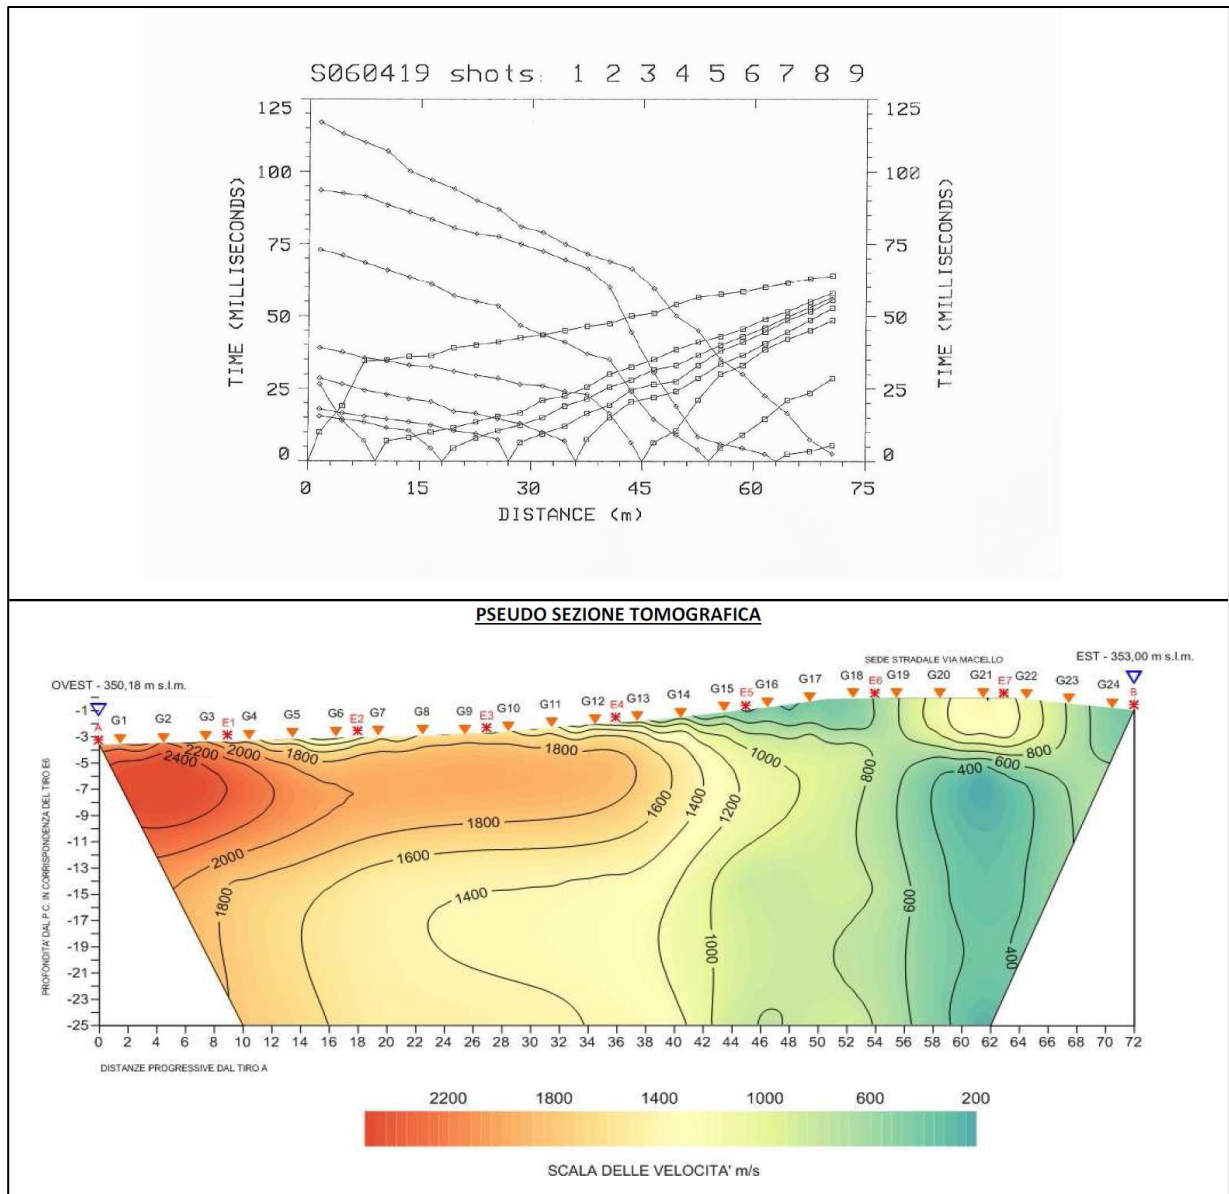 S060419 shots: 1 2 3 4 5 6 7 8 9
125 125
100 100
75 75
50 50
25 25
0 0
TIME (MILLISECONDS)
TIME (MILLISECONDS)
0 15 30 45 60 75
DISTANCE (m)
PSEUDO SEZIONE TOMOGRAFICA
SEDE STRADALE VIA MACELLO
EST - 353,00 m s.l.m.
OVEST - 350,18 m s.l.m.
A G1 G2 G3 E1 G4 G5 G6 E2 G7 G8 G9 E3 G10 G11 G12 E4 G13 G14 G15 E5 G16 G17 G18 E6 G19 G20 G21 E7 G22 G23 G24 B
-1
-3
-5
-7
-9
-11
-13
-15
-17
-19
-21
-23
-25
PROFONDITA' DAL P.C. IN CORRISPONDENZA DEL TIRO E6
2400 2200 2000 1800 1800 1000 800 800 600 400
1600 1400 1200
1800
2000 1600
1400
1800
600
1000
400
0 2 4 6 8 10 12 14 16 18 20 22 24 26 28 30 32 34 36 38 40 42 44 46 48 50 52 54 56 58 60 62 64 66 68 70 72
DISTANZE PROGRESSIVE DAL TIRO A
2200 1800 1400 1000 600 200
SCALA DELLE VELOCITA' m/s